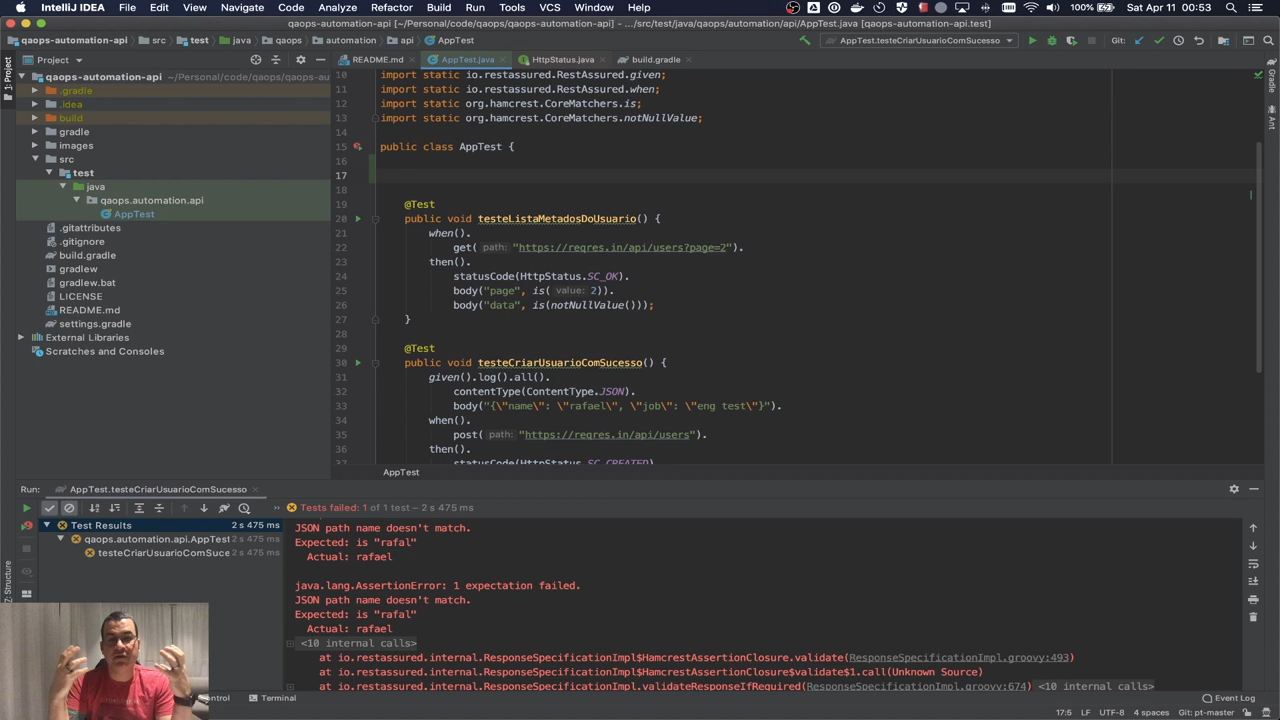 IntelliJ IDEA File Edit View Navigate Code Analyze Refactor Build Run Tools VCS Window Help 100% Sat Apr 11 00:53
qaops-automation-api [~/Personal/code/qaops/qaops-automation-api] – .../src/test/java/qaops/automation/api/AppTest.java [qaops-automation-api.test]
qaops-automation-api src test java qaops automation api AppTest AppTest.testeCriarUsuarioComSucesso Git:
Project README.md AppTest.java HttpStatus.java build.gradle
1: Project
Gradle
Ant
qaops-automation-api ~/Personal/code/qaops/qaops-automation-a
.gradle
.idea
build
gradle
images
src
test
java
qaops.automation.api
AppTest
.gitattributes
.gitignore
build.gradle
gradlew
gradlew.bat
LICENSE
README.md
settings.gradle
External Libraries
Scratches and Consoles
10 import static io.restassured.RestAssured.given;
11 import static io.restassured.RestAssured.when;
12 import static org.hamcrest.CoreMatchers.is;
13 import static org.hamcrest.CoreMatchers.notNullValue;
14
15 public class AppTest {
16
17
18
19 @Test
20 public void testeListaMetadosDoUsuario() {
21 when().
22 get( path: "https://reqres.in/api/users?page=2").
23 then().
24 statusCode(HttpStatus.SC_OK).
25 body("page", is( value: 2)).
26 body("data", is(notNullValue()));
27 }
28
29 @Test
30 public void testeCriarUsuarioComSucesso() {
31 given().log().all().
32 contentType(ContentType.JSON).
33 body("{\"name\": \"rafael\", \"job\": \"eng test\"}").
34 when().
35 post( path: "https://reqres.in/api/users").
36 then().
37 statusCode(HttpStatus.SC_CREATED).
AppTest
Run: AppTest.testeCriarUsuarioComSucesso
Tests failed: 1 of 1 test – 2 s 475 ms
Test Results 2 s 475 ms
qaops.automation.api.AppTest 2 s 475 ms
testeCriarUsuarioComSuce 2 s 475 ms
JSON path name doesn't match.
Expected: is "rafal"
Actual: rafael
java.lang.AssertionError: 1 expectation failed.
JSON path name doesn't match.
Expected: is "rafal"
Actual: rafael
<10 internal calls>
at io.restassured.internal.ResponseSpecificationImpl$HamcrestAssertionClosure.validate(ResponseSpecificationImpl.groovy:493)
at io.restassured.internal.ResponseSpecificationImpl$HamcrestAssertionClosure$validate$1.call(Unknown Source)
at io.restassured.internal.ResponseSpecificationImpl.validateResponseIfRequired(ResponseSpecificationImpl.groovy:674) <10 internal calls>
Z: Structure
Terminal Event Log
17:5 LF UTF-8 4 spaces Git: pt-master